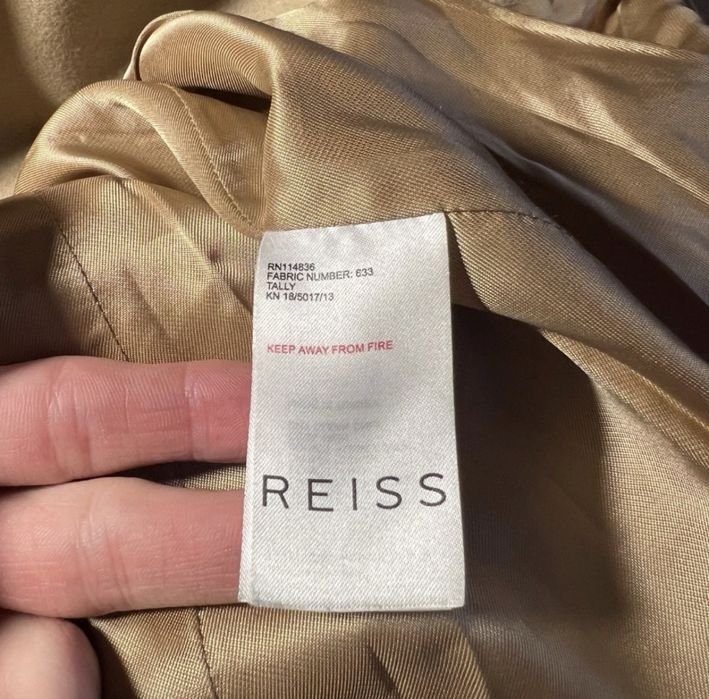 RN114836
FABRIC NUMBER: 633
TALLY
KN 18/5017/13
KEEP AWAY FROM FIRE
REISS